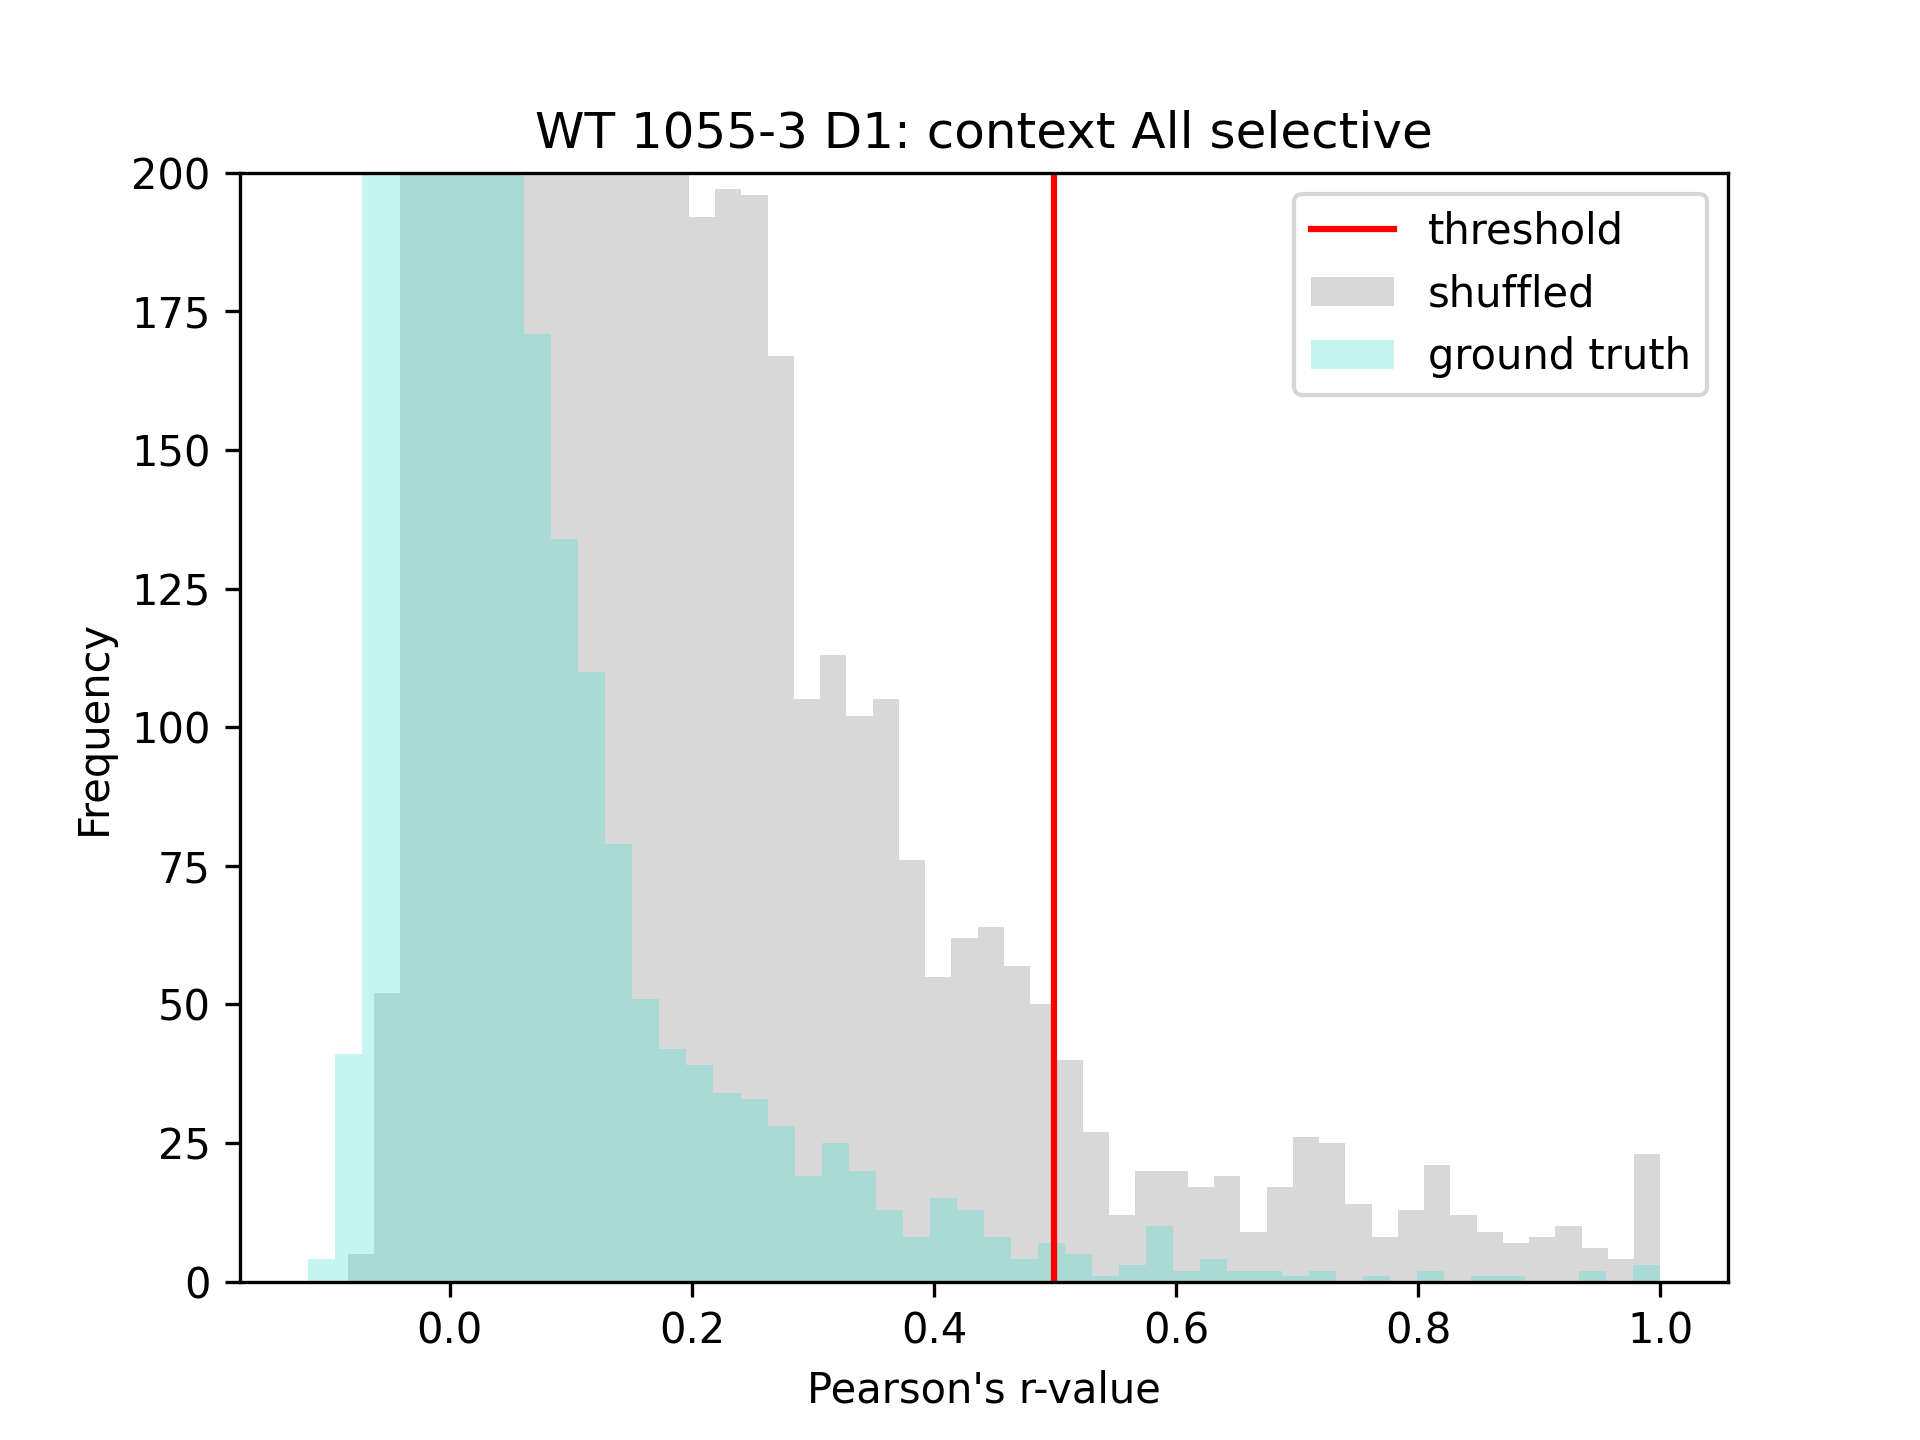 WT 1055-3 D1: context All selective
threshold
shuffled
ground truth
200
175
150
125
100
75
50
25
0
Frequency
0.0 0.2 0.4 0.6 0.8 1.0
Pearson's r-value